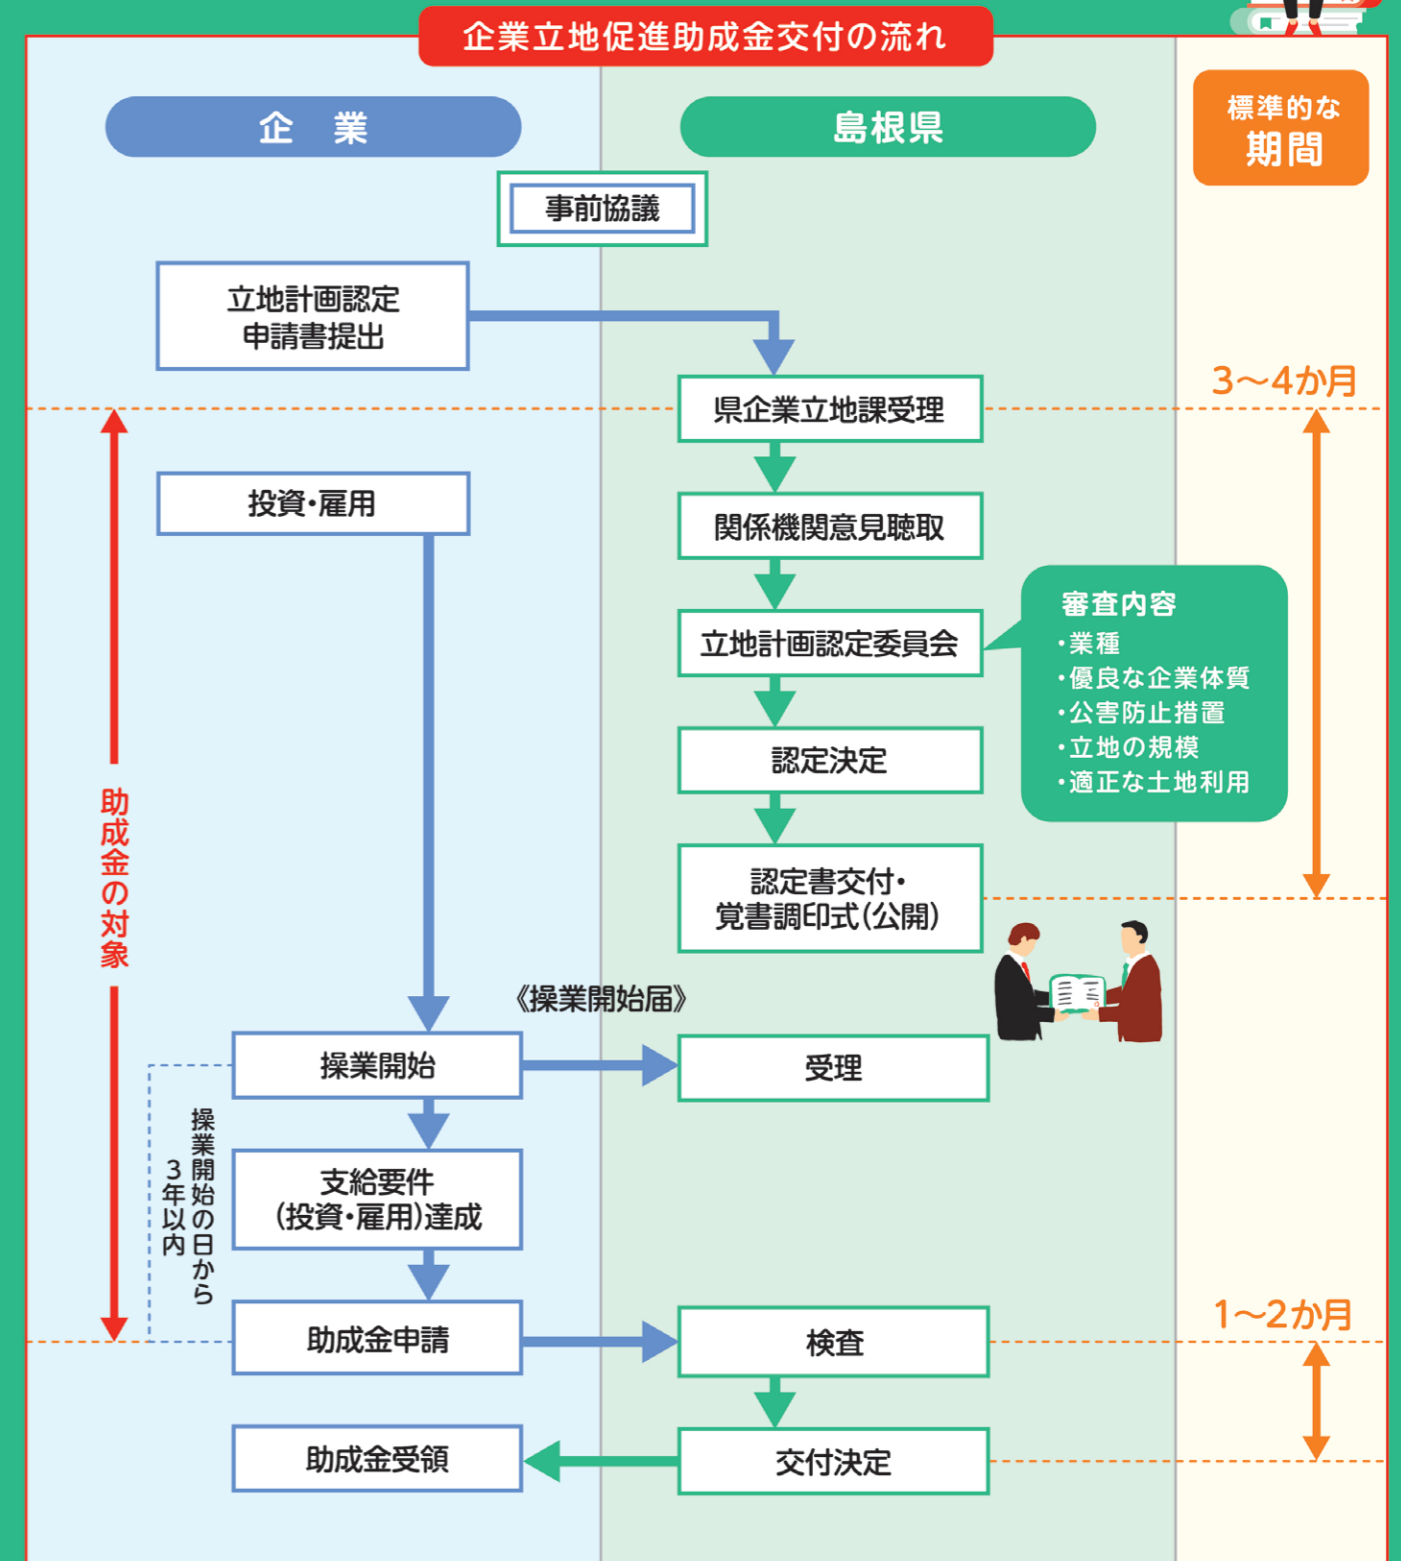 企業立地促進助成金交付の流れ
企　業
島根県
標準的な
期間
事前協議
立地計画認定
申請書提出
3〜4か月
県企業立地課受理
投資・雇用
関係機関意見聴取
立地計画認定委員会
審査内容
・業種
・優良な企業体質
・公害防止措置
・立地の規模
・適正な土地利用
認定決定
助成金の対象
認定書交付・
覚書調印式(公開)
《操業開始届》
操業開始
受理
操業開始の日から
3年以内
支給要件
(投資・雇用)達成
1〜2か月
助成金申請
検査
助成金受領
交付決定